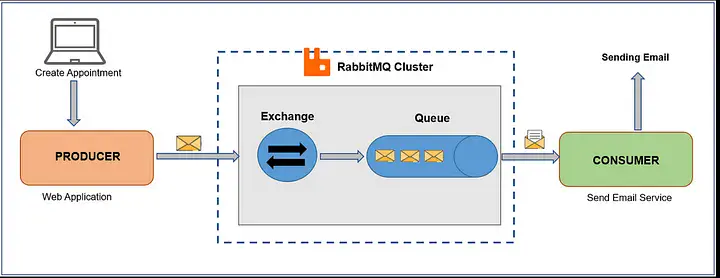 Create Appointment
PRODUCER
Web Application
RabbitMQ Cluster
Exchange
Queue
Sending Email
CONSUMER
Send Email Service